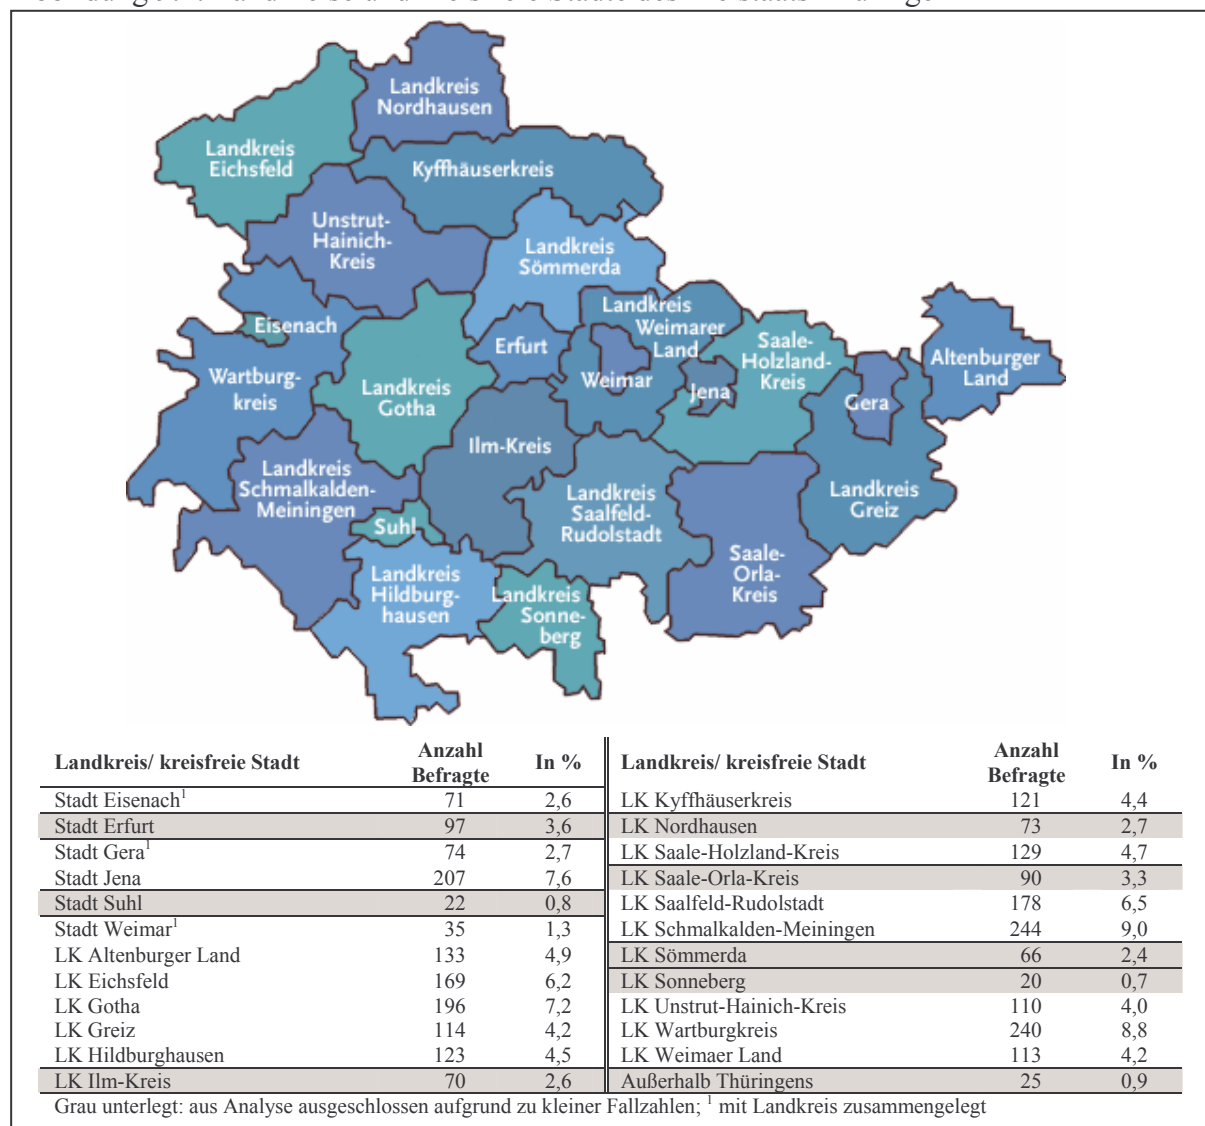 Landkreis
Nordhausen
Landkreis
Eichsfeld
Kyffhäuserkreis
Unstrut-
Hainich-
Kreis
Landkreis
Sömmerda
Eisenach
Landkreis
Weimarer
Land
Erfurt
Weimar
Jena
Saale-
Holzland-
Kreis
Gera
Altenburger
Land
Wartburg-
kreis
Landkreis
Gotha
Ilm-Kreis
Landkreis
Schmalkalden-
Meiningen
Suhl
Landkreis
Saalfeld-
Rudolstadt
Landkreis
Greiz
Saale-
Orla-
Kreis
Landkreis
Hildburg-
hausen
Landkreis
Sonne-
berg
Landkreis/ kreisfreie Stadt Anzahl Befragte In % Landkreis/ kreisfreie Stadt Anzahl Befragte In %
Stadt Eisenach¹ 71 2,6 LK Kyffhäuserkreis 121 4,4
Stadt Erfurt 97 3,6 LK Nordhausen 73 2,7
Stadt Gera¹ 74 2,7 LK Saale-Holzland-Kreis 129 4,7
Stadt Jena 207 7,6 LK Saale-Orla-Kreis 90 3,3
Stadt Suhl 22 0,8 LK Saalfeld-Rudolstadt 178 6,5
Stadt Weimar¹ 35 1,3 LK Schmalkalden-Meiningen 244 9,0
LK Altenburger Land 133 4,9 LK Sömmerda 66 2,4
LK Eichsfeld 169 6,2 LK Sonneberg 20 0,7
LK Gotha 196 7,2 LK Unstrut-Hainich-Kreis 110 4,0
LK Greiz 114 4,2 LK Wartburgkreis 240 8,8
LK Hildburghausen 123 4,5 LK Weimaer Land 113 4,2
LK Ilm-Kreis 70 2,6 Außerhalb Thüringens 25 0,9
Grau unterlegt: aus Analyse ausgeschlossen aufgrund zu kleiner Fallzahlen; ¹ mit Landkreis zusammengelegt